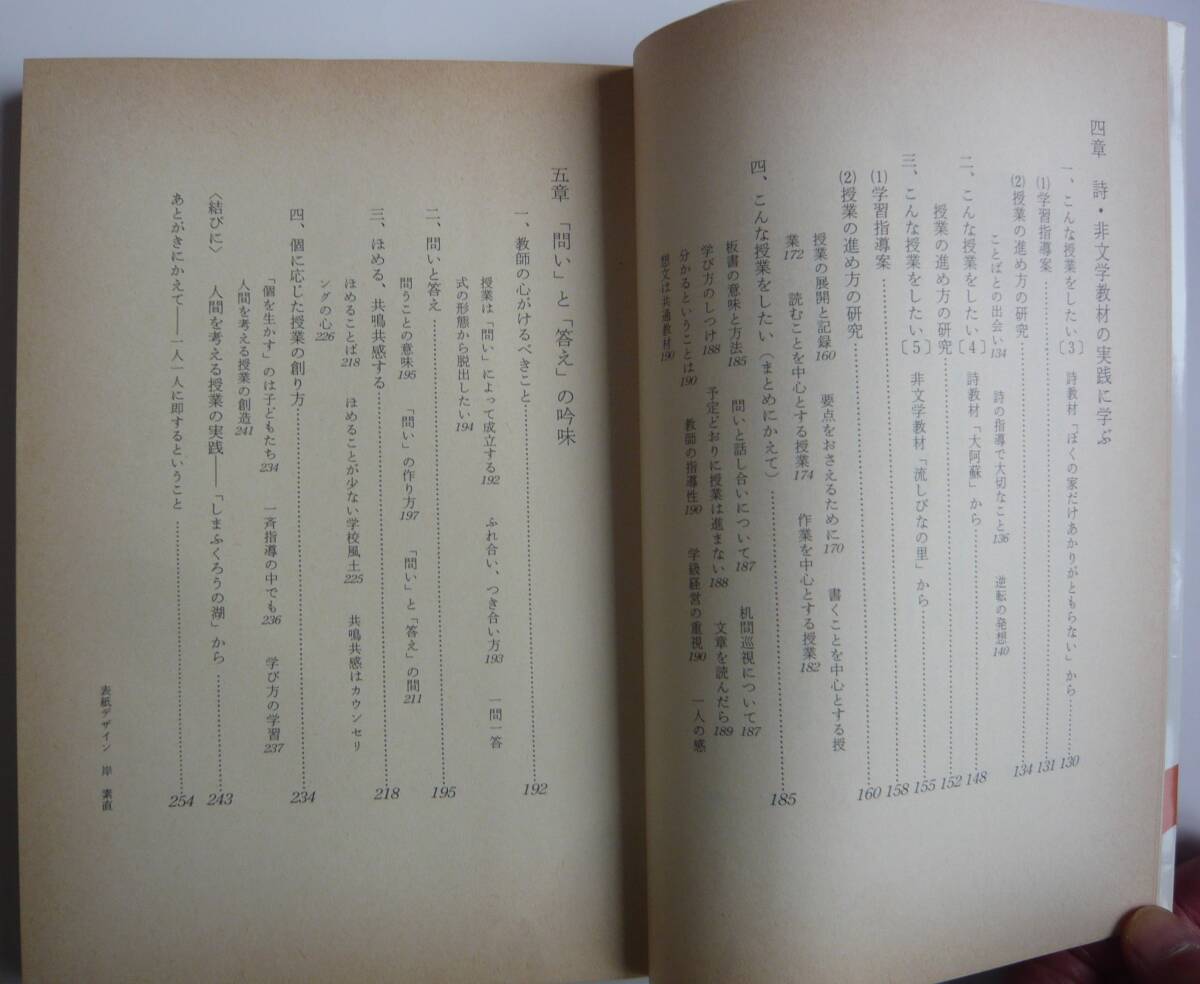 四章　詩・非文学教材の実践に学ぶ
一、こんな授業をしたい〔3〕　詩教材「ぼくの家だけあかりがともらない」から……130
(1)学習指導案……131
(2)授業の進め方の研究……134
ことばとの出会い134　詩の指導で大切なこと136　逆転の発想140
二、こんな授業をしたい〔4〕　詩教材「大阿蘇」から……148
授業の進め方の研究……152
三、こんな授業をしたい〔5〕　非文学教材「流しびなの里」から……155
(1)学習指導案……158
(2)授業の進め方の研究……160
授業の展開と記録160　要点をおさえるために170　書くことを中心とする授
業172　読むことを中心とする授業174　作業を中心とする授業182
四、こんな授業をしたい（まとめにかえて）……185
板書の意味と方法185　問いと話し合いについて187　机間巡視について187
学び方のしつけ188　予定どおりに授業は進まない188　文章を読んだら189
分かるということは190　教師の指導性190　学級経営の重視190　一人の感
想文は共通教材190
五章　「問い」と「答え」の吟味
一、教師の心がけるべきこと……192
授業は「問い」によって成立する192　ふれ合い、つき合い方193　一問一答
式の形態から脱出したい194
二、問いと答え……195
問うことの意味195　「問い」の作り方197　「問い」と「答え」の間211
三、ほめる、共鳴共感する……218
ほめることば218　ほめることが少ない学校風土225　共鳴共感はカウンセリ
ングの心226
四、個に応じた授業の創り方……234
「個を生かす」のは子どもたち234　一斉指導の中でも236　学び方の学習237
人間を考える授業の創造241
〈結びに〉　人間を考える授業の実践――「しまふくろうの湖」から……243
あとがきにかえて――一人一人に即するということ……254
表紙デザイン　岸　素直